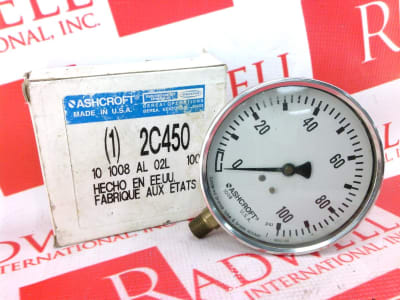 RADWELL
INTERNATIONAL, INC.
ASHCROFT
MADE IN U.S.A.
(1) 2C450
10 1008 AL 02L 100
HECHO EN EEUU,
FABRIQUE AUX ETATS
0
20
40
60
80
100
psi
ASHCROFT
U.S.A.
RADWELL
INTERNATIONAL, INC.